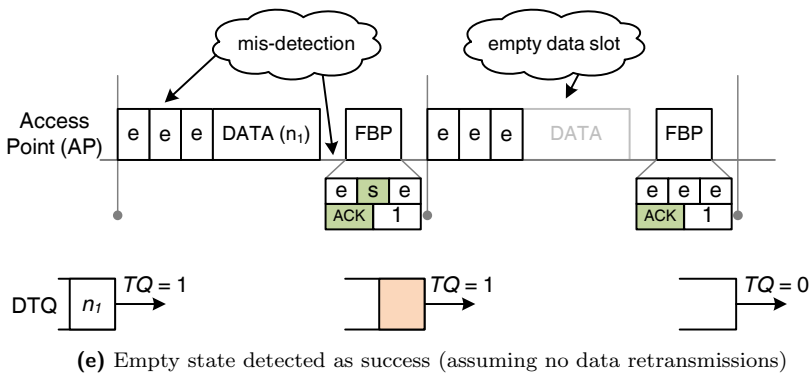 mis-detection
empty data slot
Access
Point (AP)
e e e DATA (n1) FBP e e e DATA FBP
e s e
ACK 1
e e e
ACK 1
DTQ n1 TQ = 1 TQ = 1 TQ = 0
(e) Empty state detected as success (assuming no data retransmissions)